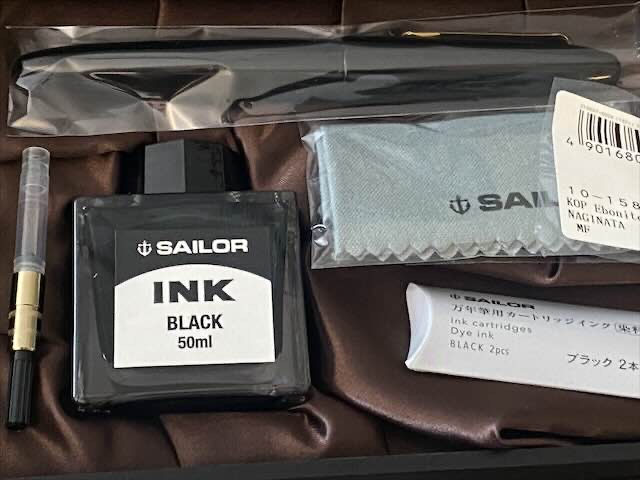 SAILOR
INK
BLACK
50ml
SAILOR
4 901680
10-158
KOP Ebonite
NAGINATA
MF
SAILOR
万年筆用カートリッジインク(染料
ink cartridges
Dye ink
BLACK 2pcs
ブラック 2本